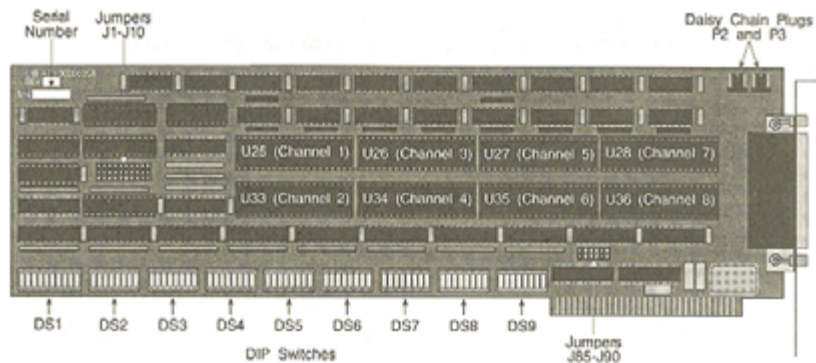 Serial
Number
Jumpers
J1-J10
Daisy Chain Plugs
P2 and P3
U25 (Channel 1)
U26 (Channel 3)
U27 (Channel 5)
U28 (Channel 7)
U33 (Channel 2)
U34 (Channel 4)
U35 (Channel 6)
U36 (Channel 8)
DS1
DS2
DS3
DS4
DS5
DS6
DS7
DS8
DS9
DIP Switches
Jumpers
J85-J90